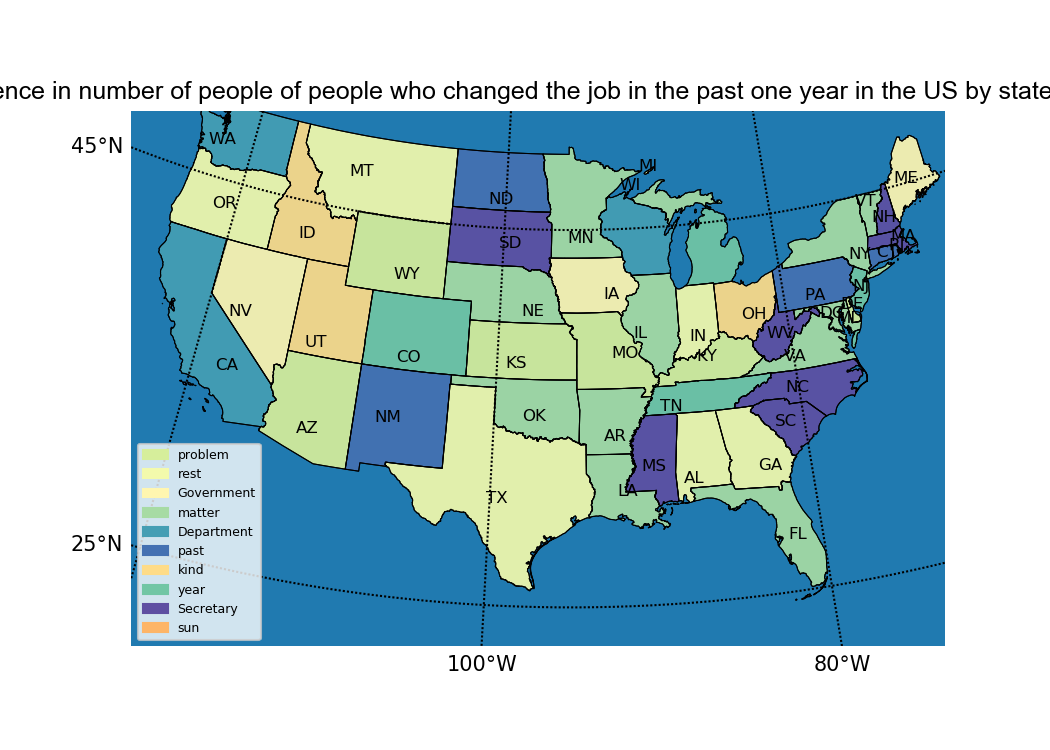 ence in number of people of people who changed the job in the past one year in the US by state
45°N
25°N
100°W
80°W
WA
MT
ND
MI
WI
ME
VT
NH
MA
RI
CT
OR
ID
SD
MN
NY
WY
NE
IA
PA
NJ
DE
DC
MD
NV
UT
CO
KS
MO
IL
IN
OH
WV
KY
VA
CA
AZ
NM
OK
AR
TN
NC
SC
MS
AL
GA
TX
LA
FL
problem
rest
Government
matter
Department
past
kind
year
Secretary
sun